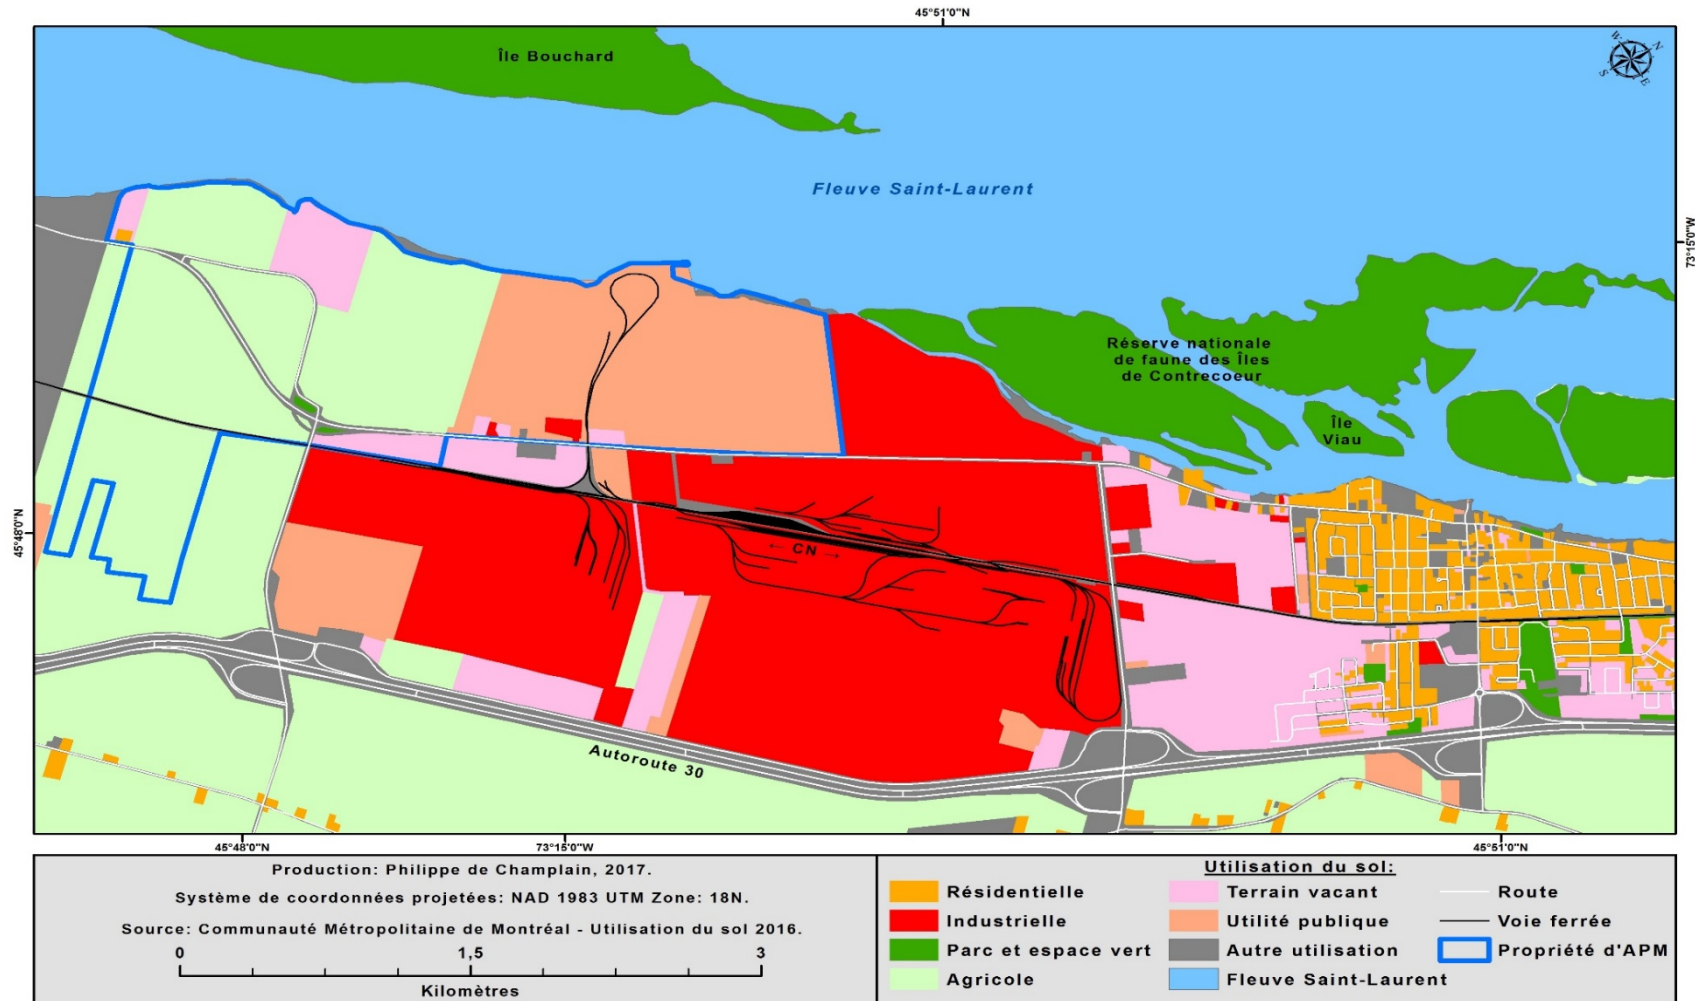 45°51'0"N
Île Bouchard
N
W
E
S
Fleuve Saint-Laurent
73°15'0"W
Réserve nationale
de faune des Îles
de Contrecoeur
Île
Viau
45°48'0"N
← CN →
Autoroute 30
45°48'0"N
73°15'0"W
45°51'0"N
Production: Philippe de Champlain, 2017.
Système de coordonnées projetées: NAD 1983 UTM Zone: 18N.
Source: Communauté Métropolitaine de Montréal - Utilisation du sol 2016.
0 1,5 3
Kilomètres
Utilisation du sol:
Résidentielle
Industrielle
Parc et espace vert
Agricole
Terrain vacant
Utilité publique
Autre utilisation
Fleuve Saint-Laurent
Route
Voie ferrée
Propriété d'APM